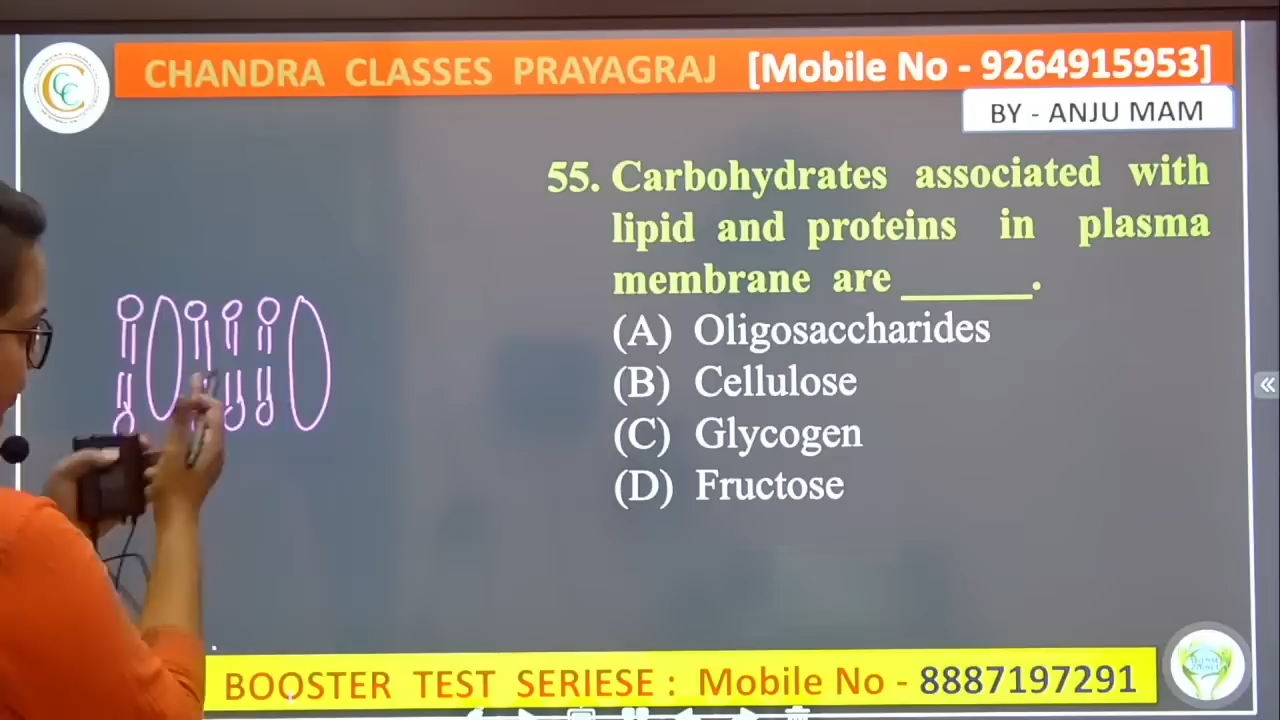 CHANDRA CLASSES PRAYAGRAJ [Mobile No - 9264915953]
BY - ANJU MAM
55. Carbohydrates associated with
lipid and proteins in plasma
membrane are ______.
(A) Oligosaccharides
(B) Cellulose
(C) Glycogen
(D) Fructose
BOOSTER TEST SERIESE : Mobile No - 8887197291